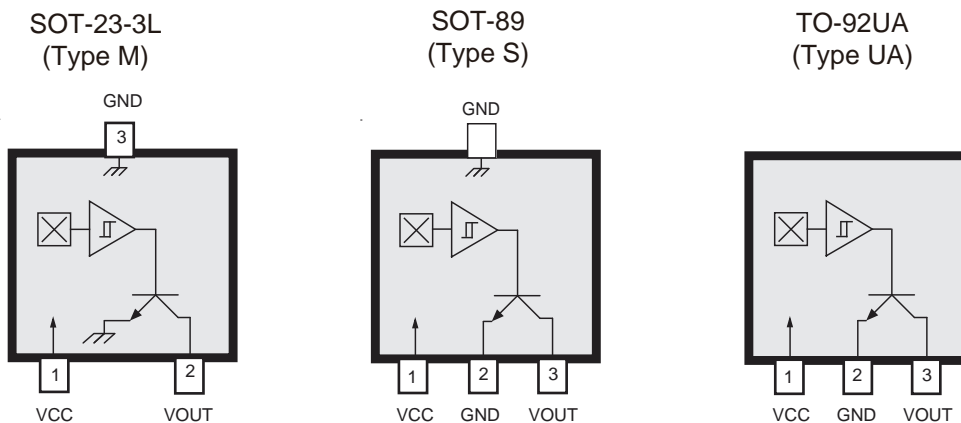 SOT-23-3L
(Type M)
GND
3
1
2
VCC
VOUT
SOT-89
(Type S)
GND
1
2
3
VCC
GND
VOUT
TO-92UA
(Type UA)
1
2
3
VCC
GND
VOUT